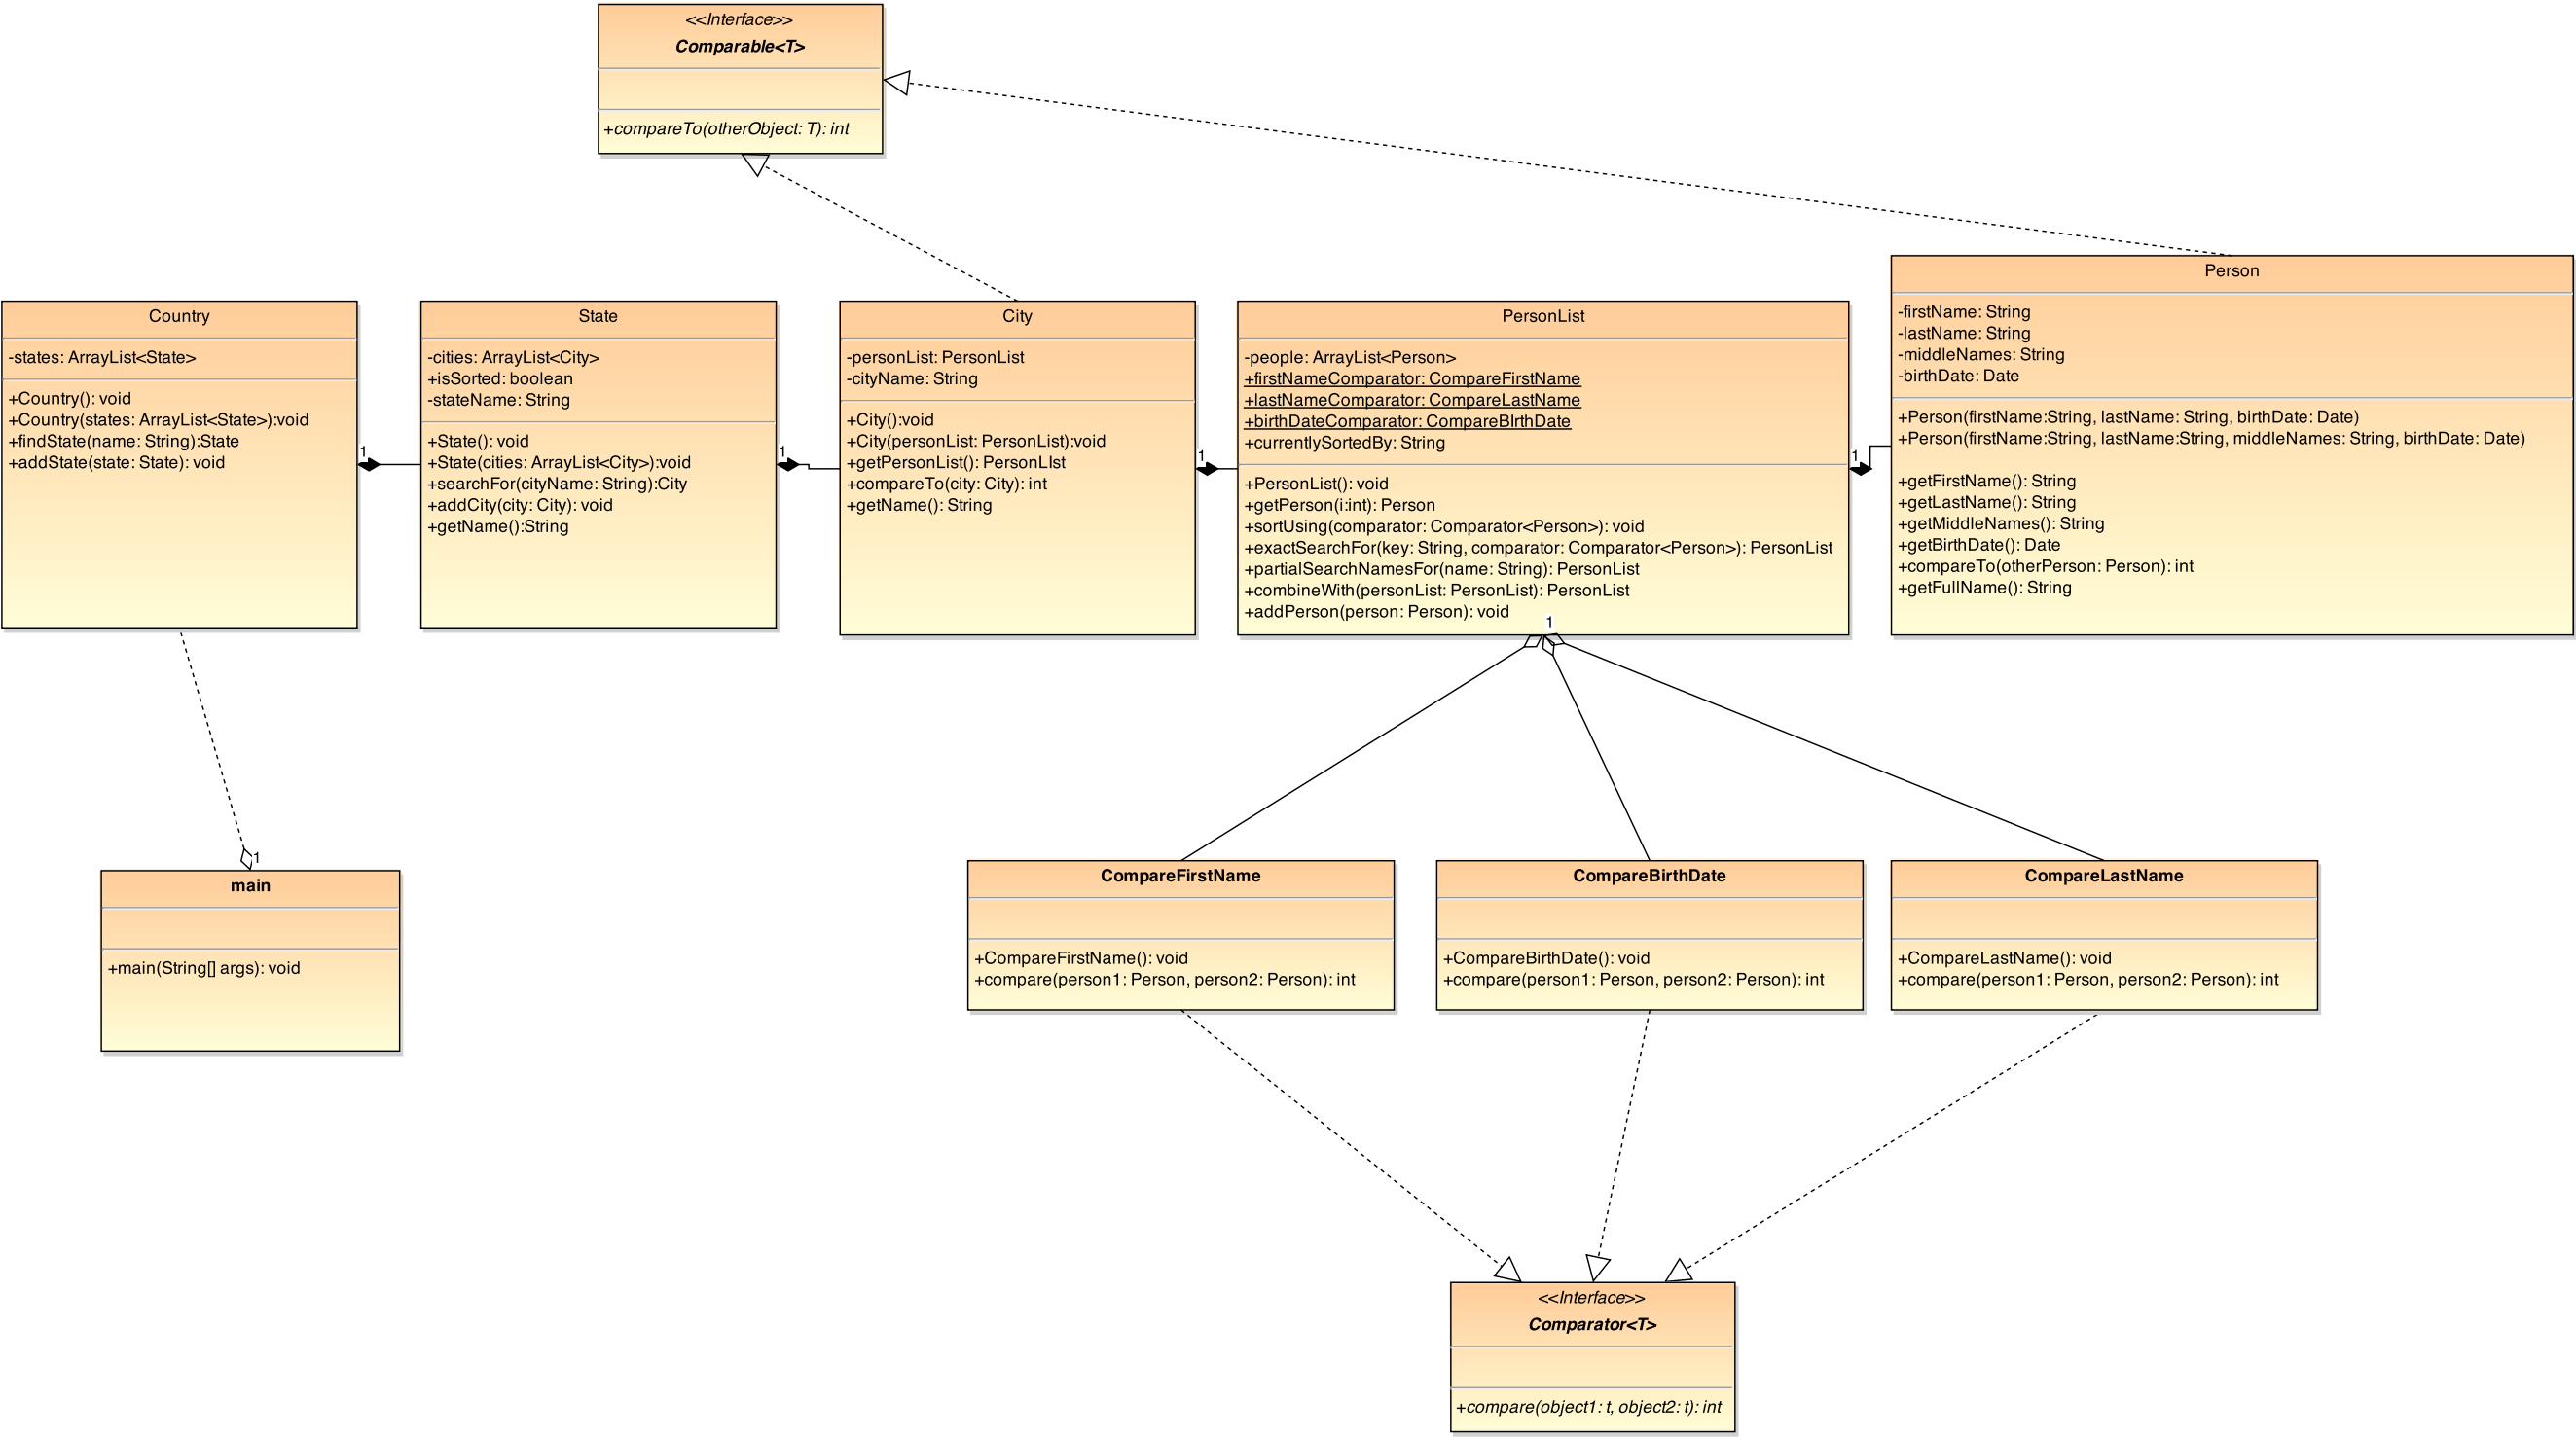 <<Interface>>
Comparable<T>
+compareTo(otherObject: T): int
Country
-states: ArrayList<State>
+Country(): void
+Country(states: ArrayList<State>):void
+findState(name: String):State
+addState(state: State): void
1
State
-cities: ArrayList<City>
+isSorted: boolean
-stateName: String
+State(): void
+State(cities: ArrayList<City>):void
+searchFor(cityName: String):City
+addCity(city: City): void
+getName():String
1
City
-personList: PersonList
-cityName: String
+City():void
+City(personList: PersonList):void
+getPersonList(): PersonLIst
+compareTo(city: City): int
+getName(): String
1
PersonList
-people: ArrayList<Person>
+firstNameComparator: CompareFirstName
+lastNameComparator: CompareLastName
+birthDateComparator: CompareBIrthDate
+currentlySortedBy: String
+PersonList(): void
+getPerson(i:int): Person
+sortUsing(comparator: Comparator<Person>): void
+exactSearchFor(key: String, comparator: Comparator<Person>): PersonList
+partialSearchNamesFor(name: String): PersonList
+combineWith(personList: PersonList): PersonList
+addPerson(person: Person): void
1
1
Person
-firstName: String
-lastName: String
-middleNames: String
-birthDate: Date
+Person(firstName:String, lastName: String, birthDate: Date)
+Person(firstName:String, lastName:String, middleNames: String, birthDate: Date)
+getFirstName(): String
+getLastName(): String
+getMiddleNames(): String
+getBirthDate(): Date
+compareTo(otherPerson: Person): int
+getFullName(): String
1
main
+main(String[] args): void
CompareFirstName
+CompareFirstName(): void
+compare(person1: Person, person2: Person): int
CompareBirthDate
+CompareBirthDate(): void
+compare(person1: Person, person2: Person): int
CompareLastName
+CompareLastName(): void
+compare(person1: Person, person2: Person): int
<<Interface>>
Comparator<T>
+compare(object1: t, object2: t): int